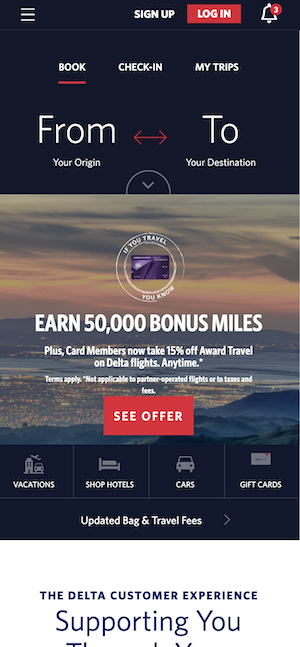 SIGN UP LOG IN 3
BOOK CHECK-IN MY TRIPS
From To
Your Origin Your Destination
IF YOU TRAVEL
YOU KNOW
EARN 50,000 BONUS MILES
Plus, Card Members now take 15% off Award Travel
on Delta flights. Anytime.*
Terms apply. *Not applicable to partner-operated flights or to taxes and
fees.
SEE OFFER
VACATIONS SHOP HOTELS CARS GIFT CARDS
Updated Bag & Travel Fees
THE DELTA CUSTOMER EXPERIENCE
Supporting You